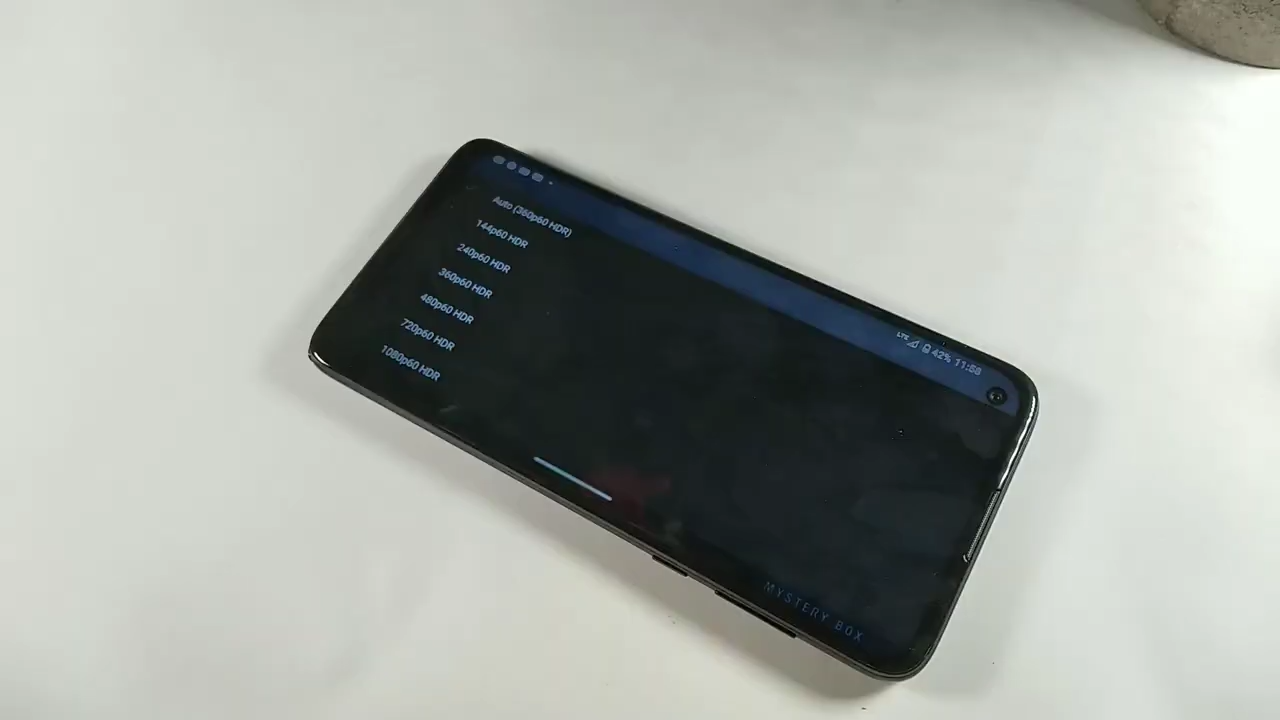 Auto (360p60 HDR)
144p60 HDR
240p60 HDR
360p60 HDR
480p60 HDR
720p60 HDR
1080p60 HDR
LTE 42% 11:58
MYSTERY BOX